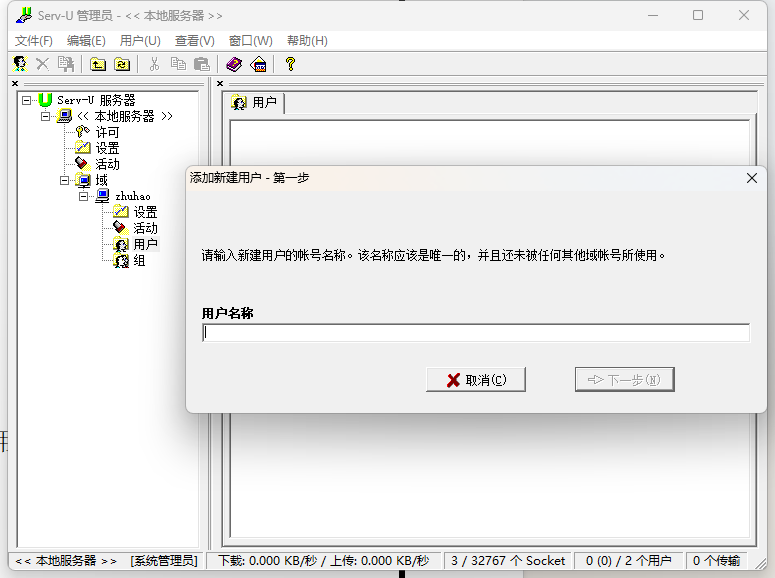 Serv-U 管理员 - << 本地服务器 >>
文件(F) 编辑(E) 用户(U) 查看(V) 窗口(W) 帮助(H)
Serv-U 服务器
<< 本地服务器 >>
许可
设置
活动
域
zhuhao
设置
活动
用户
组
用户
添加新建用户 - 第一步
请输入新建用户的帐号名称。该名称应该是唯一的，并且还未被任何其他域帐号所使用。
用户名称
取消(C) 下一步(N)
<< 本地服务器 >> [系统管理员] 下载: 0.000 KB/秒 / 上传: 0.000 KB/秒 3 / 32767 个 Socket 0 (0) / 2 个用户 0 个传输